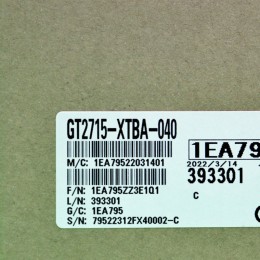 GT2715-XTBA-040
M/C: 1EA79522031401
F/N: 1EA795ZZ3E1Q1
L/N: 393301
G/C: 1EA795
S/N: 79522312FX40002-C
1EA79
2022/3/14
393301
C